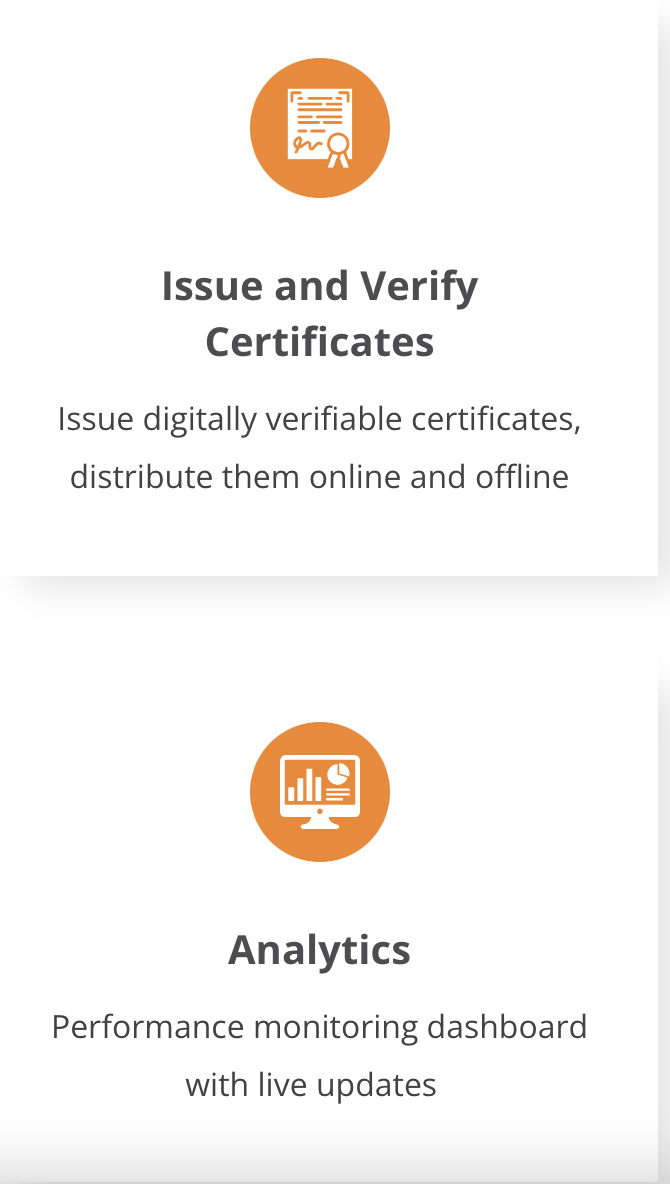 Issue and Verify
Certificates
Issue digitally verifiable certificates,
distribute them online and offline
Analytics
Performance monitoring dashboard
with live updates